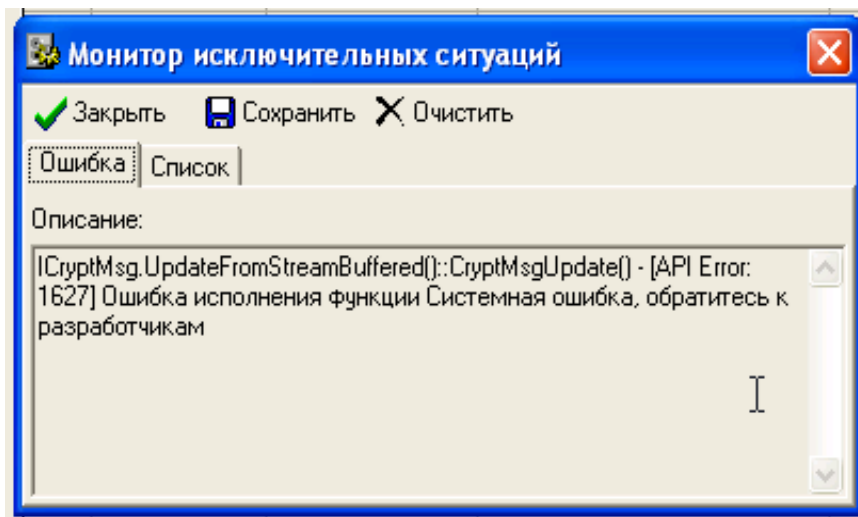 Монитор исключительных ситуаций
Закрыть Сохранить Очистить
Ошибка Список
Описание:
ICryptMsg.UpdateFromStreamBuffered()::CryptMsgUpdate() - [API Error:
1627] Ошибка исполнения функции Системная ошибка, обратитесь к
разработчикам